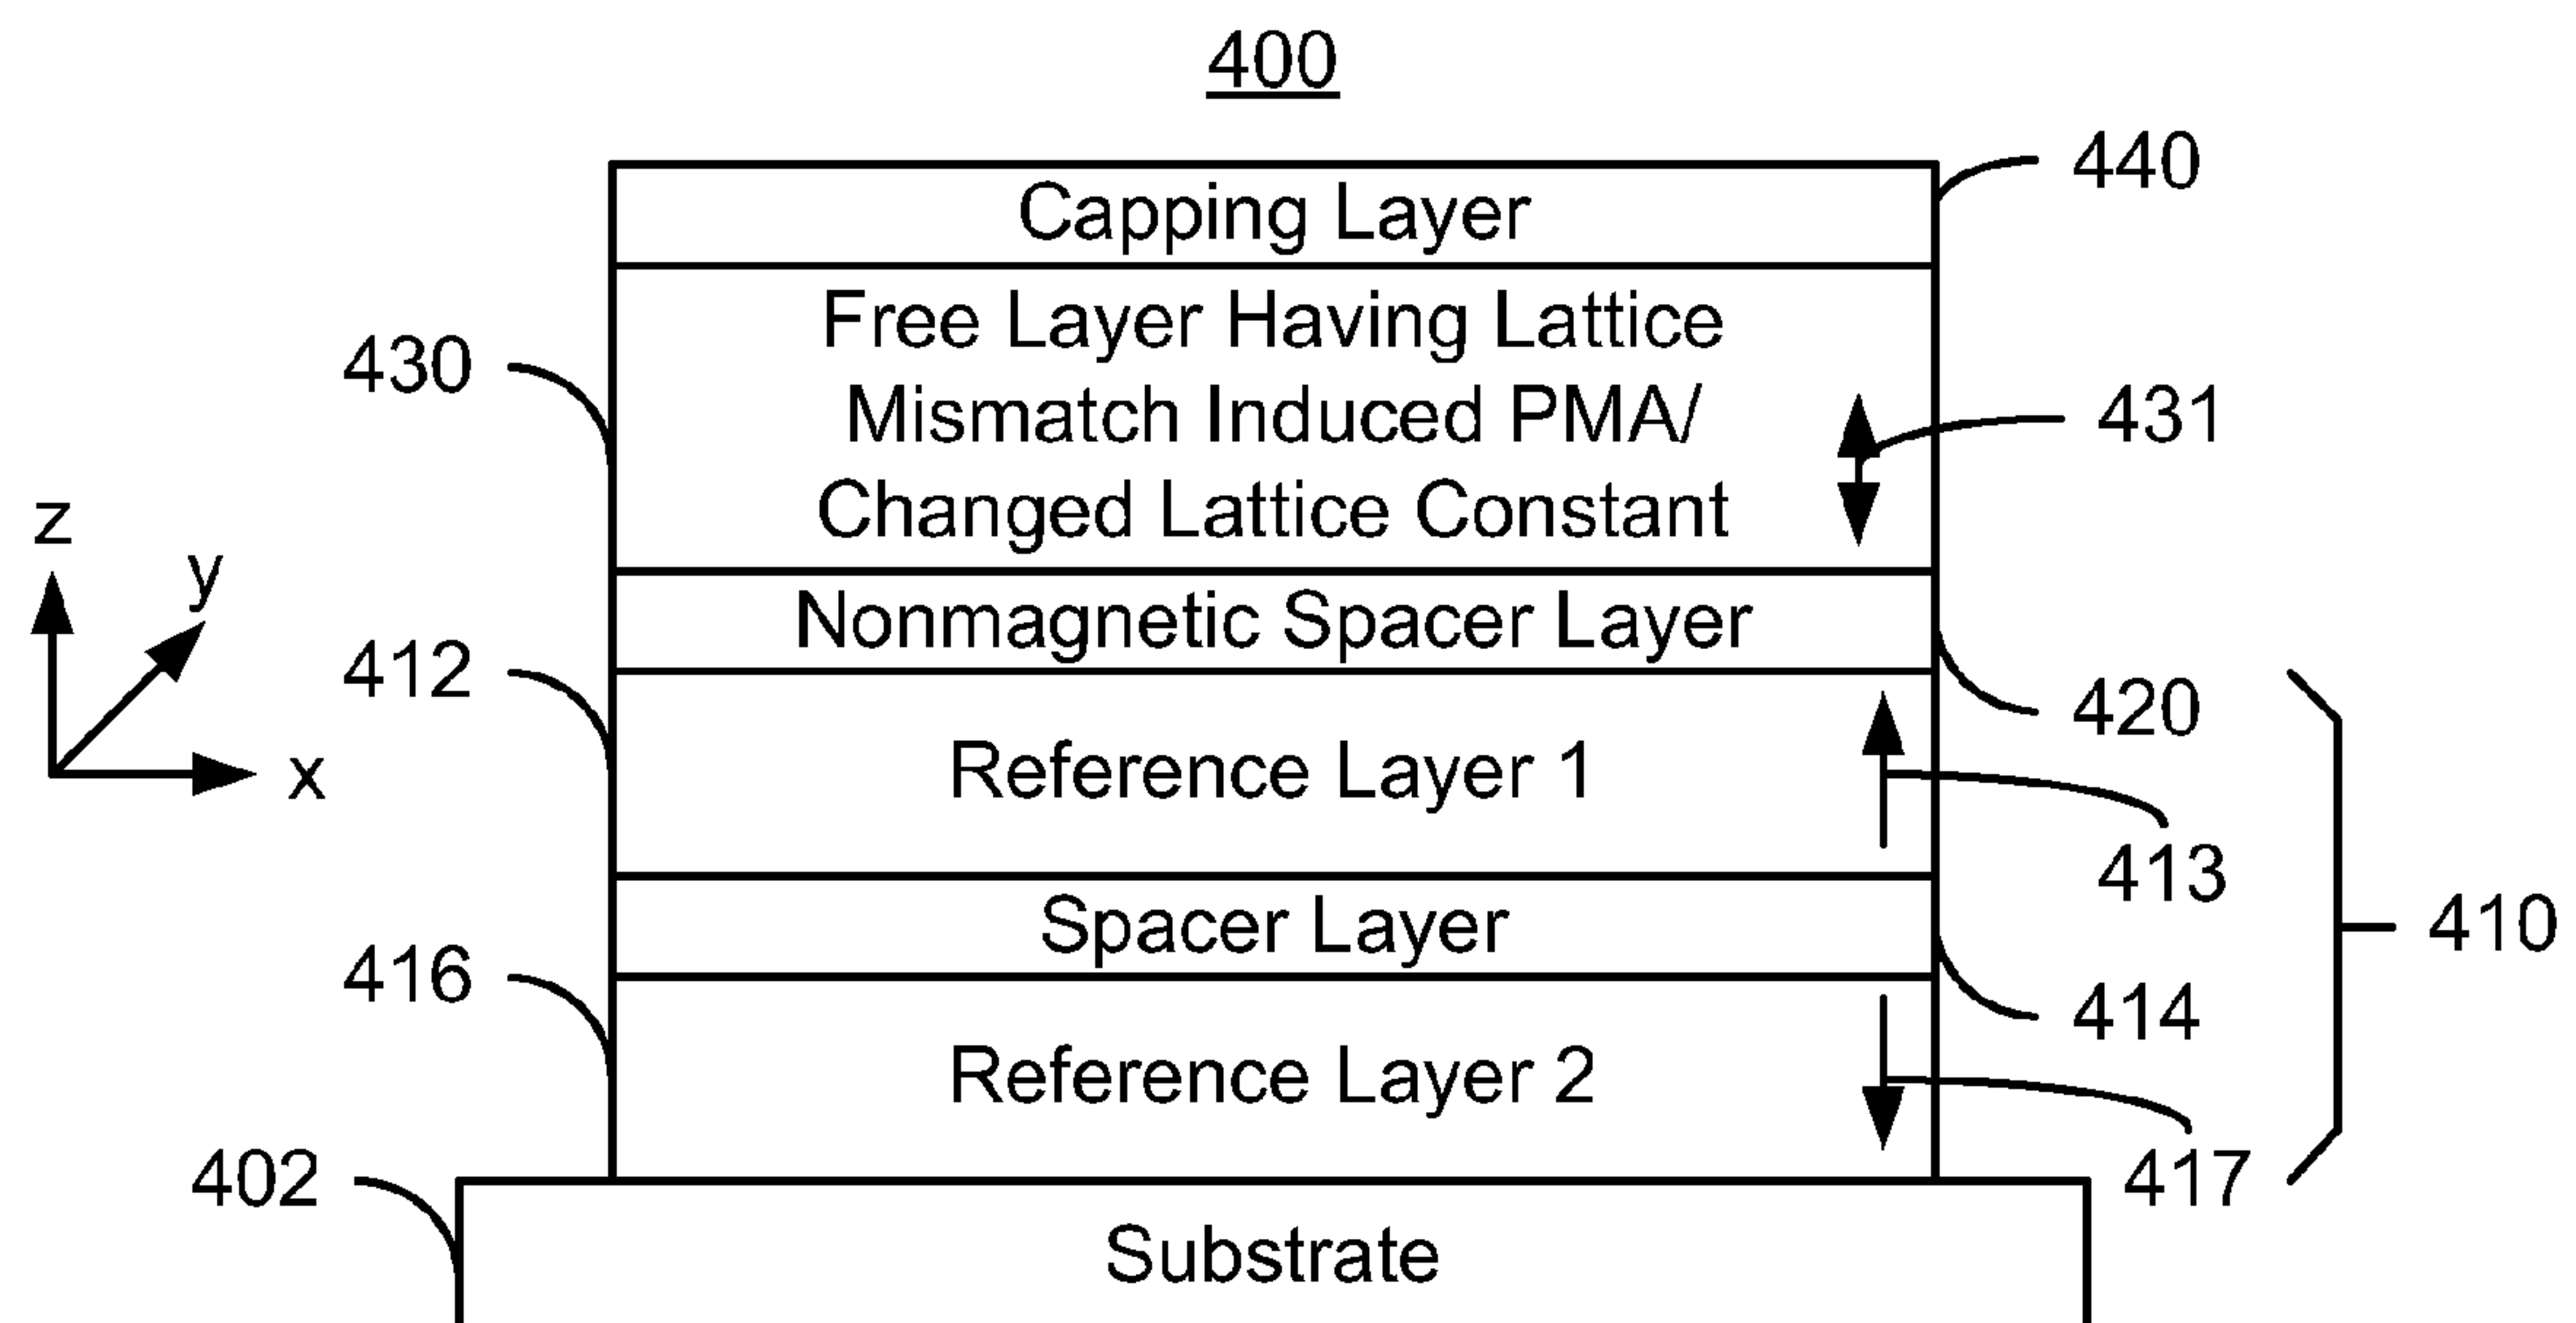 400
440
Capping Layer
430
Free Layer Having Lattice
Mismatch Induced PMA/
Changed Lattice Constant
431
z
y
x
Nonmagnetic Spacer Layer
412
420
Reference Layer 1
413
410
Spacer Layer
416
414
Reference Layer 2
417
402
Substrate